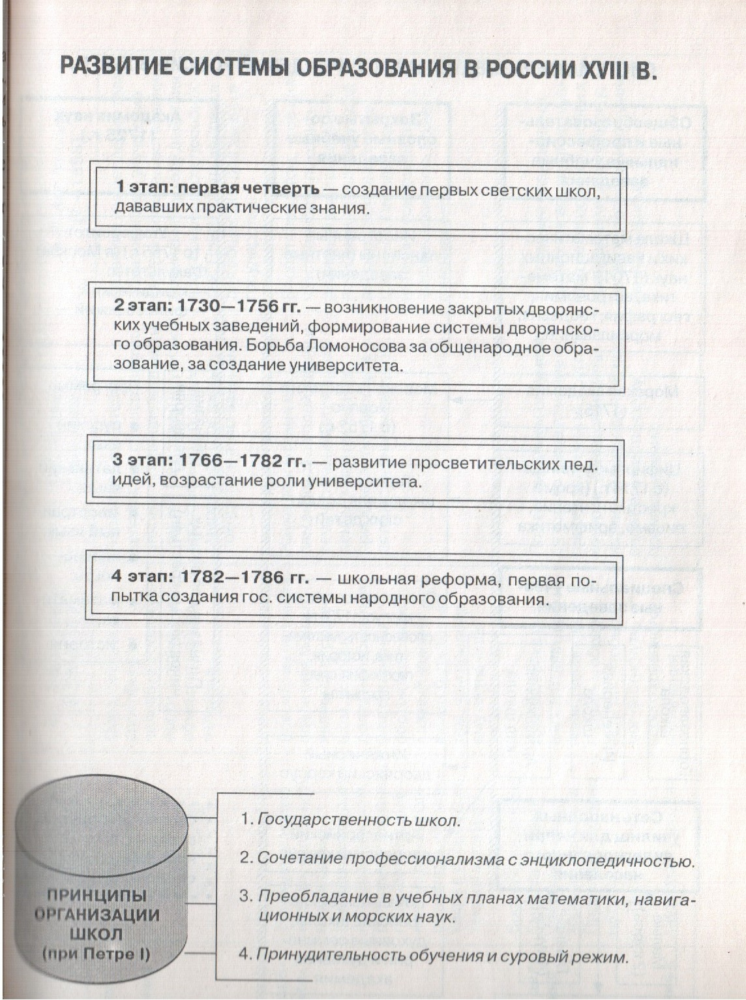 РАЗВИТИЕ СИСТЕМЫ ОБРАЗОВАНИЯ В РОССИИ XVIII В.
1 этап: первая четверть — создание первых светских школ,
дававших практические знания.
2 этап: 1730—1756 гг. — возникновение закрытых дворянс-
ких учебных заведений, формирование системы дворянско-
го образования. Борьба Ломоносова за общенародное обра-
зование, за создание университета.
3 этап: 1766—1782 гг. — развитие просветительских пед.
идей, возрастание роли университета.
4 этап: 1782—1786 гг. — школьная реформа, первая по-
пытка создания гос. системы народного образования.
ПРИНЦИПЫ
ОРГАНИЗАЦИИ
ШКОЛ
(при Петре I)
1. Государственность школ.
2. Сочетание профессионализма с энциклопедичностью.
3. Преобладание в учебных планах математики, навига-
ционных и морских наук.
4. Принудительность обучения и суровый режим.